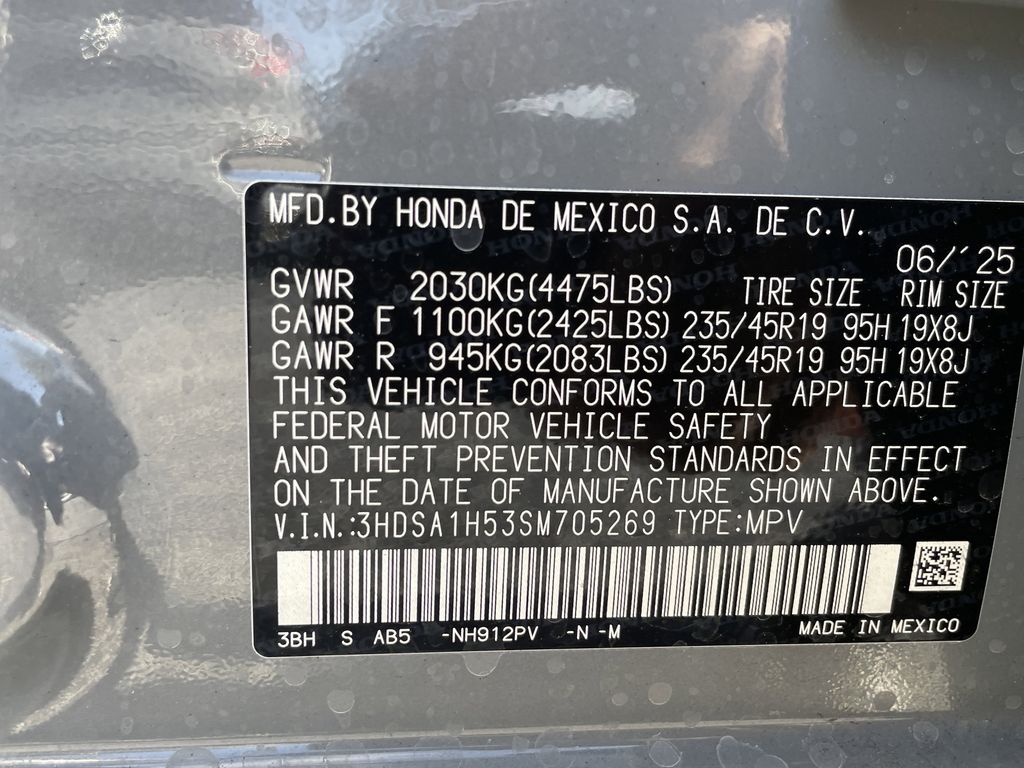 MFD.BY HONDA DE MEXICO S.A. DE C.V.
06/'25
GVWR 2030KG(4475LBS) TIRE SIZE RIM SIZE
GAWR F 1100KG(2425LBS) 235/45R19 95H 19X8J
GAWR R 945KG(2083LBS) 235/45R19 95H 19X8J
THIS VEHICLE CONFORMS TO ALL APPLICABLE
FEDERAL MOTOR VEHICLE SAFETY
AND THEFT PREVENTION STANDARDS IN EFFECT
ON THE DATE OF MANUFACTURE SHOWN ABOVE.
V.I.N.:3HDSA1H53SM705269 TYPE:MPV
3BH S AB5 -NH912PV -N -M MADE IN MEXICO